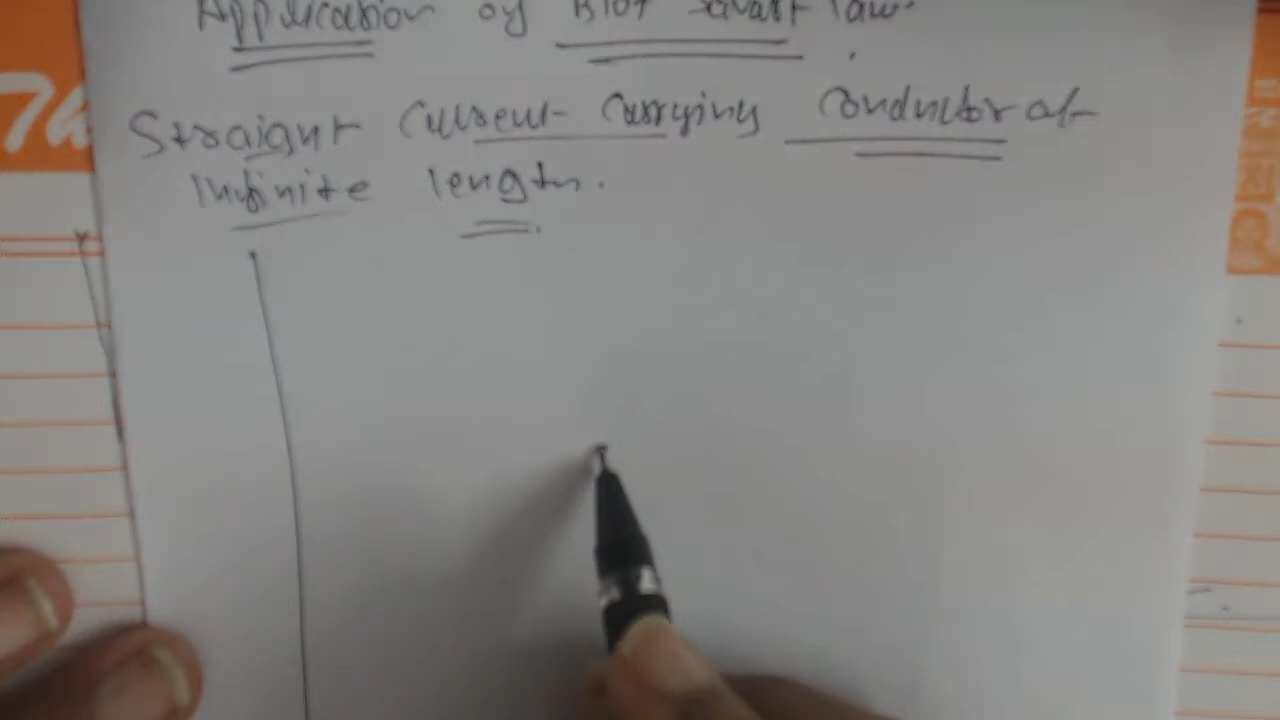 Application of Biot Savart law.
Straight Current Carrying Conductor of
Infinite length.